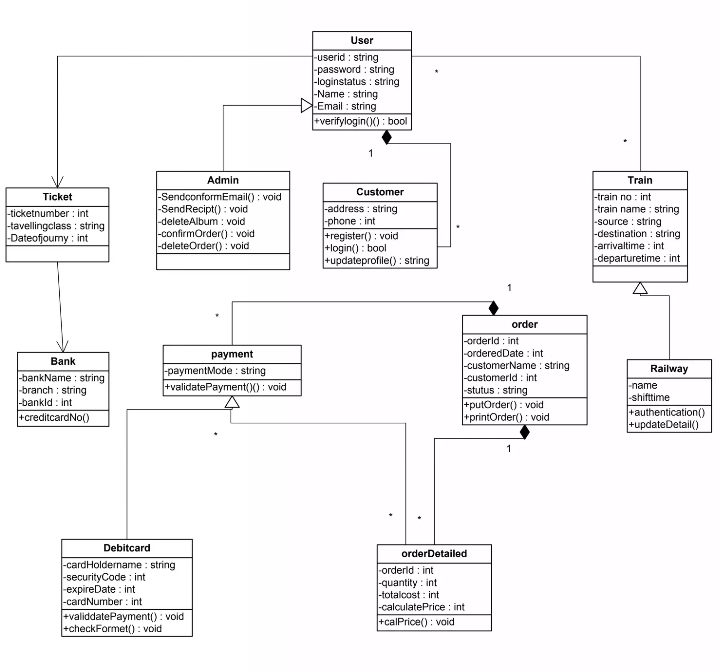 User
-userid : string
-password : string
-loginstatus : string
-Name : string
-Email : string
+verifylogin()() : bool
*
*
1
*
Ticket
-ticketnumber : int
-tavellingclass : string
-Dateofjourny : int
Admin
-SendconformEmail() : void
-SendRecipt() : void
-deleteAlbum : void
-confirmOrder() : void
-deleteOrder() : void
Customer
-address : string
-phone : int
+register() : void
+login() : bool
+updateprofile() : string
Train
-train no : int
-train name : string
-source : string
-destination : string
-arrivaltime : int
-departuretime : int
1
*
Bank
-bankName : string
-branch : string
-bankId : int
+creditcardNo()
payment
-paymentMode : string
+validatePayment()() : void
order
-orderId : int
-orderedDate : int
-customerName : string
-customerId : int
-stutus : string
+putOrder() : void
+printOrder() : void
Railway
-name
-shifttime
+authentication()
+updateDetail()
*
1
*
*
Debitcard
-cardHoldername : string
-securityCode : int
-expireDate : int
-cardNumber : int
+validdatePayment() : void
+checkFormet() : void
orderDetailed
-orderId : int
-quantity : int
-totalcost : int
-calculatePrice : int
+calPrice() : void